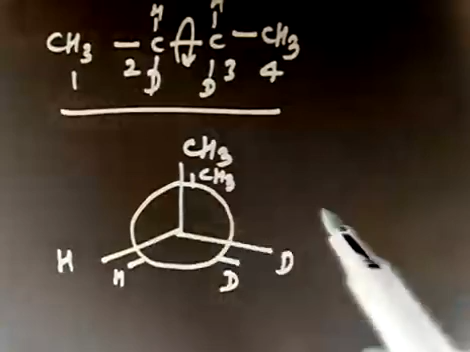 H H
CH3 — C — C — CH3
1 2 D D 3 4
CH3
CH3
H D
H D